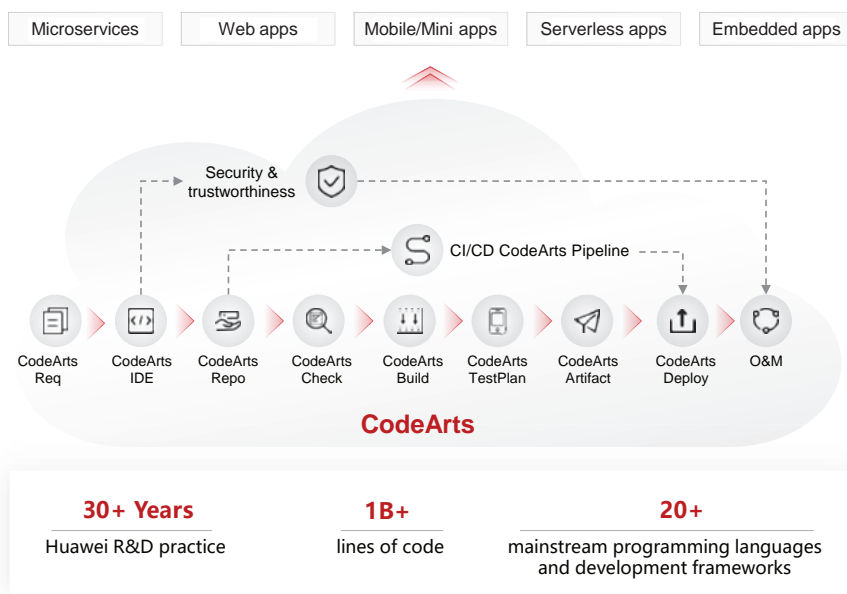 Microservices
Web apps
Mobile/Mini apps
Serverless apps
Embedded apps
Security &
trustworthiness
CI/CD CodeArts Pipeline
CodeArts
Req
CodeArts
IDE
CodeArts
Repo
CodeArts
Check
CodeArts
Build
CodeArts
TestPlan
CodeArts
Artifact
CodeArts
Deploy
O&M
CodeArts
30+ Years
Huawei R&D practice
1B+
lines of code
20+
mainstream programming languages
and development frameworks